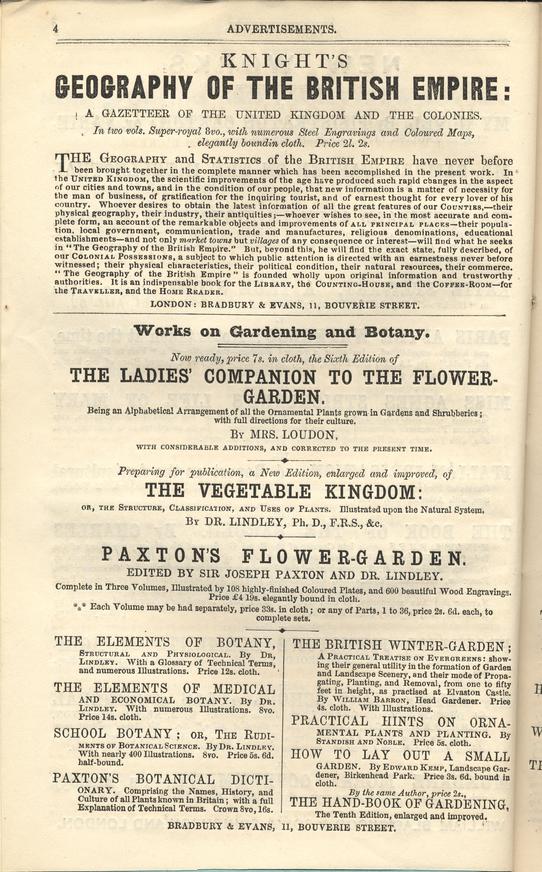 4 ADVERTISEMENTS.
KNIGHT'S
GEOGRAPHY OF THE BRITISH EMPIRE:
A GAZETTEER OF THE UNITED KINGDOM AND THE COLONIES.
In two vols. Super-royal 8vo., with numerous Steel Engravings and Coloured Maps,
elegantly boundin cloth. Price 2l. 2s.
THE GEOGRAPHY and STATISTICS of the BRITISH EMPIRE have never before
been brought together in the complete manner which has been accomplished in the present work. In
the UNITED KINGDOM, the scientific improvements of the age have produced such rapid changes in the aspect
of our cities and towns, and in the condition of our people, that new information is a matter of necessity for
the man of business, of gratification for the inquiring tourist, and of earnest thought for every lover of his
country. Whoever desires to obtain the latest information of all the great features of our COUNTIES,—their
physical geography, their industry, their antiquities;—whoever wishes to see, in the most accurate and com-
plete form, an account of the remarkable objects and improvements of ALL PRINCIPAL PLACES—their popula-
tion, local government, communication, trade and manufactures, religious denominations, educational
establishments—and not only market towns but villages of any consequence or interest—will find what he seeks
in "The Geography of the British Empire." But, beyond this, he will find the exact state, fully described, of
our COLONIAL POSSESSIONS, a subject to which public attention is directed with an earnestness never before
witnessed; their physical characteristics, their political condition, their natural resources, their commerce.
"The Geography of the British Empire" is founded wholly upon original information and trustworthy
authorities. It is an indispensable book for the LIBRARY, the COUNTING-HOUSE, and the COFFEE-ROOM—for
the TRAVELLER, and the HOME READER.
LONDON: BRADBURY & EVANS, 11, BOUVERIE STREET.
Works on Gardening and Botany.
Now ready, price 7s. in cloth, the Sixth Edition of
THE LADIES' COMPANION TO THE FLOWER-
GARDEN.
Being an Alphabetical Arrangement of all the Ornamental Plants grown in Gardens and Shrubberies;
with full directions for their culture.
BY MRS. LOUDON,
WITH CONSIDERABLE ADDITIONS, AND CORRECTED TO THE PRESENT TIME.
Preparing for publication, a New Edition, enlarged and improved, of
THE VEGETABLE KINGDOM:
OR, THE STRUCTURE, CLASSIFICATION, AND USES OF PLANTS. Illustrated upon the Natural System.
BY DR. LINDLEY, Ph. D., F.R.S., &c.
PAXTON'S FLOWER-GARDEN.
EDITED BY SIR JOSEPH PAXTON AND DR. LINDLEY.
Complete in Three Volumes, Illustrated by 108 highly-finished Coloured Plates, and 600 beautiful Wood Engravings.
Price £4 19s. elegantly bound in cloth.
*** Each Volume may be had separately, price 33s. in cloth; or any of Parts, 1 to 36, price 2s. 6d. each, to
complete sets.
THE ELEMENTS OF BOTANY,
STRUCTURAL AND PHYSIOLOGICAL. By DR,
LINDLEY. With a Glossary of Technical Terms,
and numerous Illustrations. Price 12s. cloth.
THE ELEMENTS OF MEDICAL
AND ECONOMICAL BOTANY. By DR.
LINDLEY. With numerous Illustrations. 8vo.
Price 14s. cloth.
SCHOOL BOTANY; OR, THE RUDI-
MENTS OF BOTANICAL SCIENCE. By DR. LINDLEY.
With nearly 400 Illustrations. 8vo. Price 5s. 6d.
half-bound.
PAXTON'S BOTANICAL DICTI-
ONARY. Comprising the Names, History, and
Culture of all Plants known in Britain; with a full
Explanation of Technical Terms. Crown 8vo, 16s.
THE BRITISH WINTER-GARDEN;
A PRACTICAL TREATISE ON EVERGREENS: show-
ing their general utility in the formation of Garden
and Landscape Scenery, and their mode of Propa-
gating, Planting, and Removal, from one to fifty
feet in height, as practised at Elvaston Castle.
By WILLIAM BARRON, Head Gardener. Price
4s. cloth. With Illustrations.
PRACTICAL HINTS ON ORNA-
MENTAL PLANTS AND PLANTING. By
STANDISH AND NOBLE. Price 5s. cloth.
HOW TO LAY OUT A SMALL
GARDEN. By EDWARD KEMP, Landscape Gar-
dener, Birkenhead Park. Price 3s. 6d. bound in
cloth.
By the same Author, price 2s.,
THE HAND-BOOK OF GARDENING,
The Tenth Edition, enlarged and improved.
BRADBURY & EVANS, 11, BOUVERIE STREET.